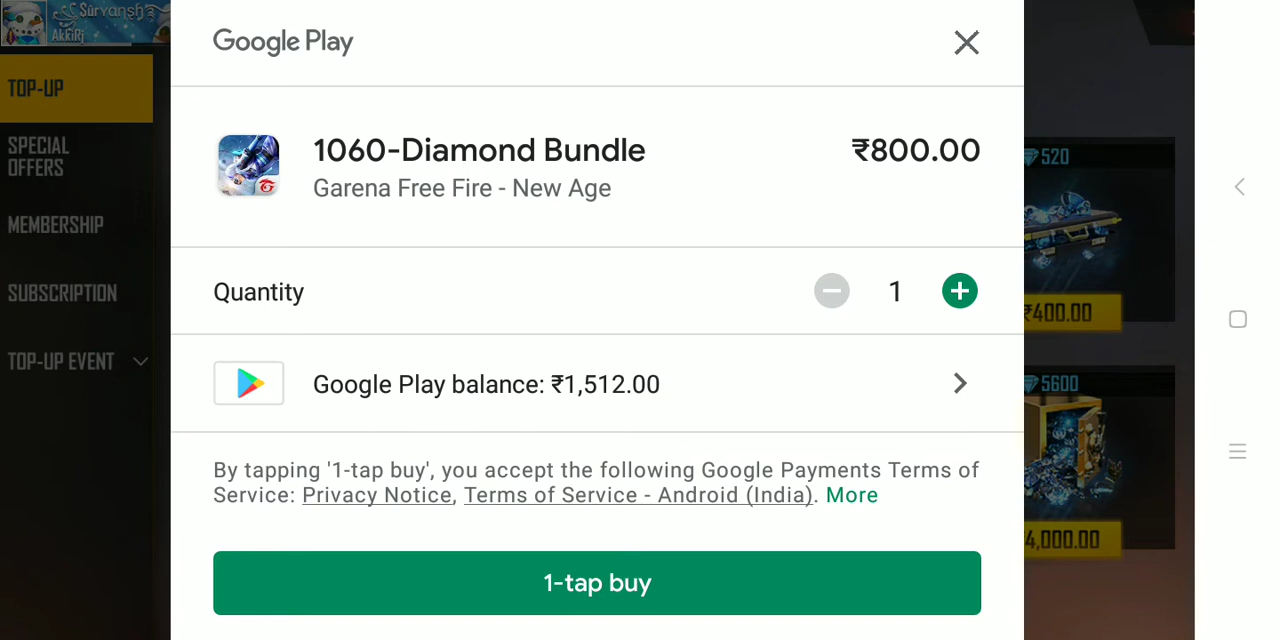 Sûryansh
AkkiRj
TOP-UP
SPECIAL
OFFERS
MEMBERSHIP
SUBSCRIPTION
TOP-UP EVENT
Google Play
1060-Diamond Bundle
₹800.00
Garena Free Fire - New Age
Quantity
1
Google Play balance: ₹1,512.00
By tapping '1-tap buy', you accept the following Google Payments Terms of
Service: Privacy Notice, Terms of Service - Android (India). More
1-tap buy
520
₹400.00
5600
4,000.00